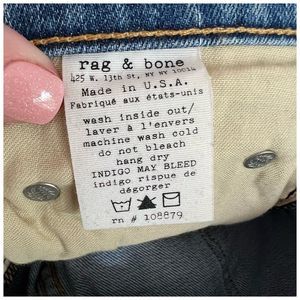 rag & bone
425 W. 13th St, NY NY 10014
Made in U.S.A.
Fabriqué aux états-unis
wash inside out/
laver à l'envers
machine wash cold
do not bleach
hang dry
INDIGO MAY BLEED
indigo rispue de
dégorger
rn # 108879